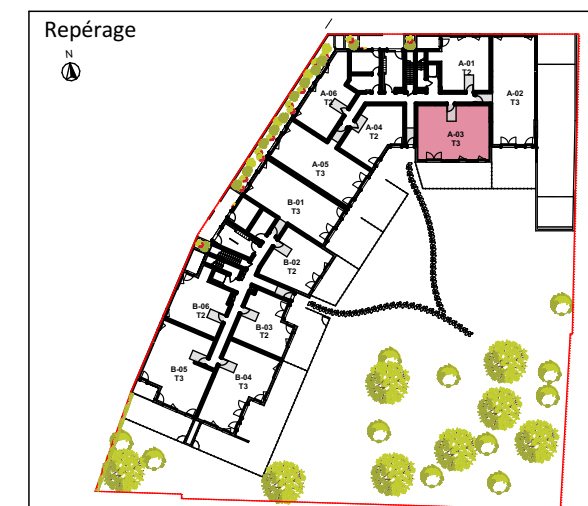 Repérage
N
A-01
T2
A-02
T3
A-06
T2
A-03
T3
A-04
T2
A-05
T3
B-01
T3
B-02
T2
B-06
T2
B-03
T2
B-05
T3
B-04
T3